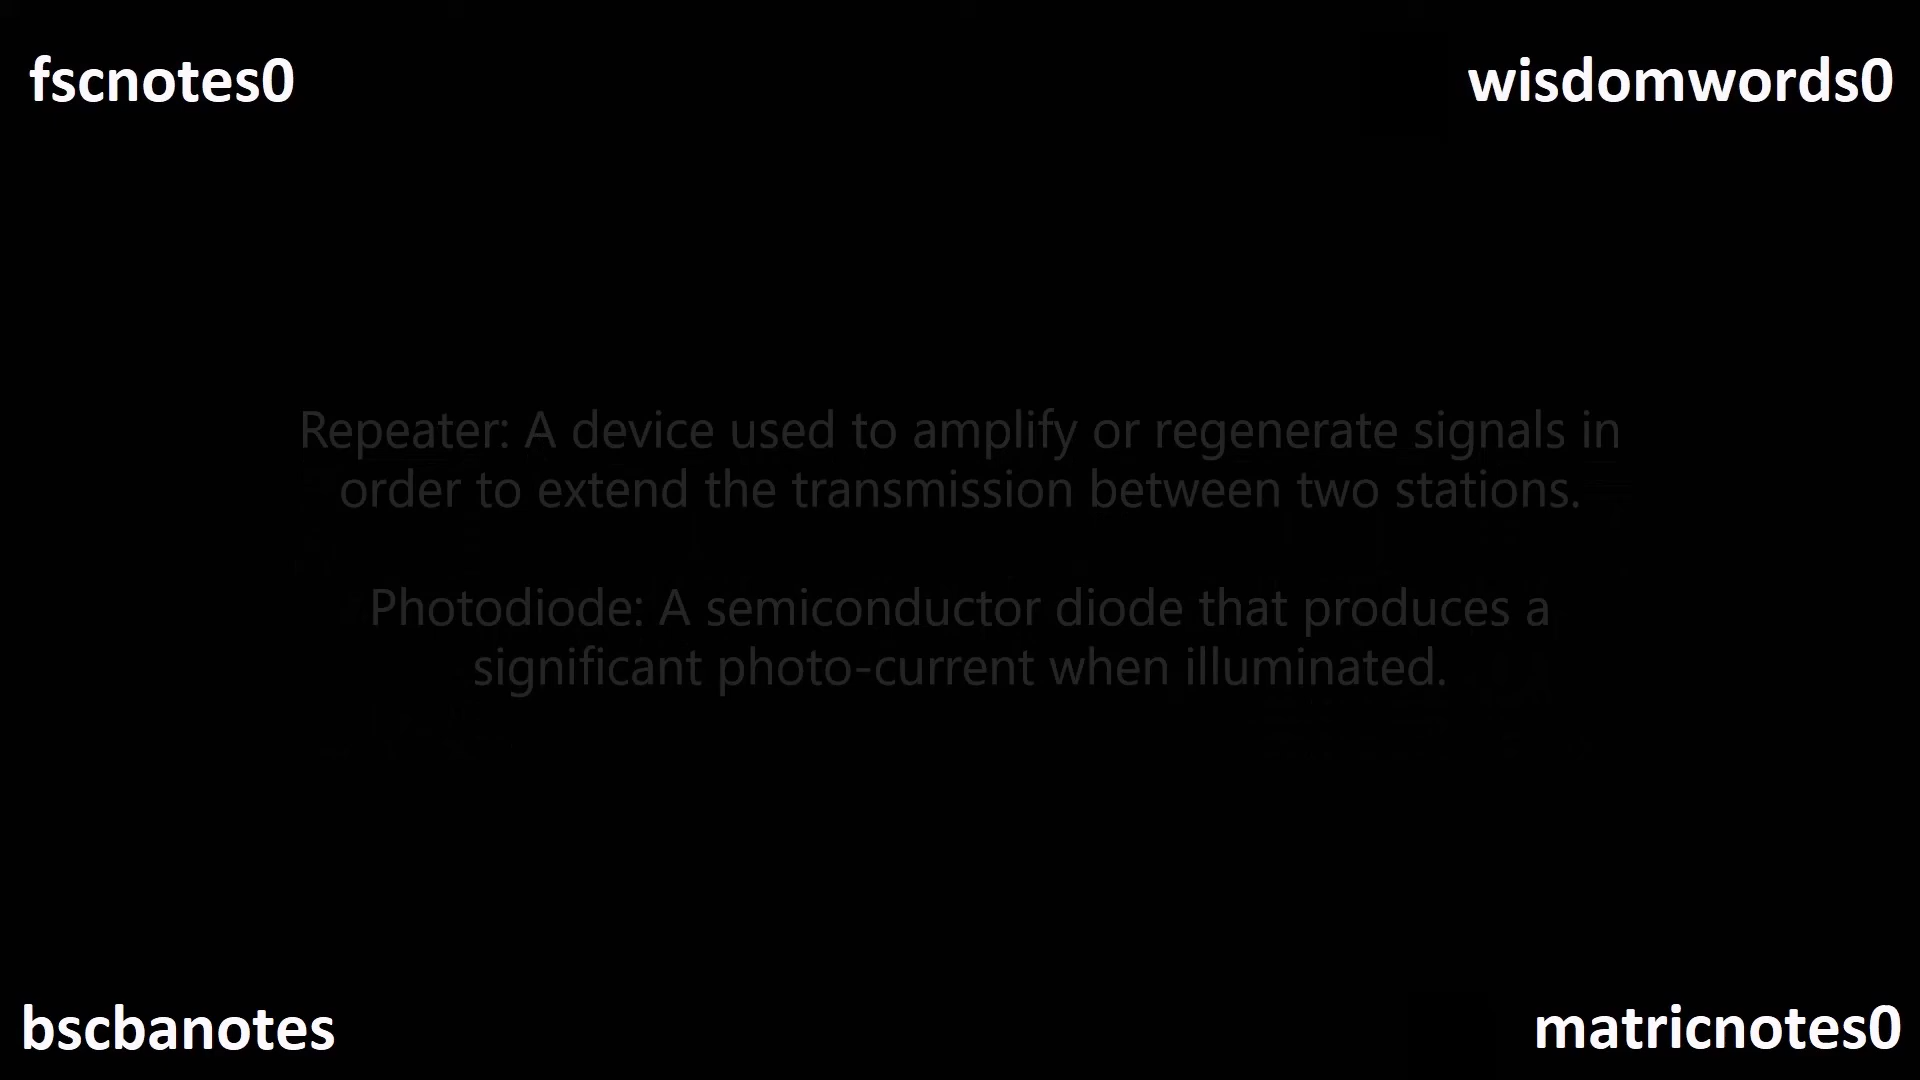 fscnotes0
wisdomwords0
Repeater: A device used to amplify or regenerate signals in
order to extend the transmission between two stations.
Photodiode: A semiconductor diode that produces a
significant photo-current when illuminated.
bscbanotes
matricnotes0